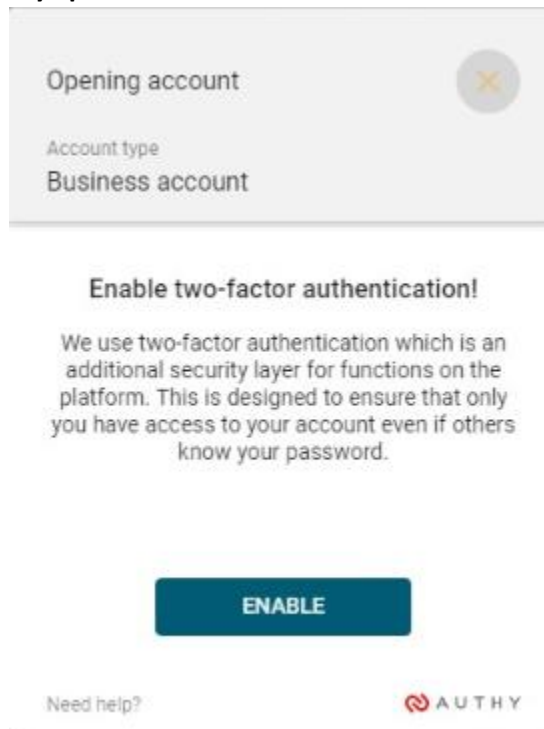 Opening account
Account type
Business account
Enable two-factor authentication!
We use two-factor authentication which is an
additional security layer for functions on the
platform. This is designed to ensure that only
you have access to your account even if others
know your password.
ENABLE
Need help?
AUTHY